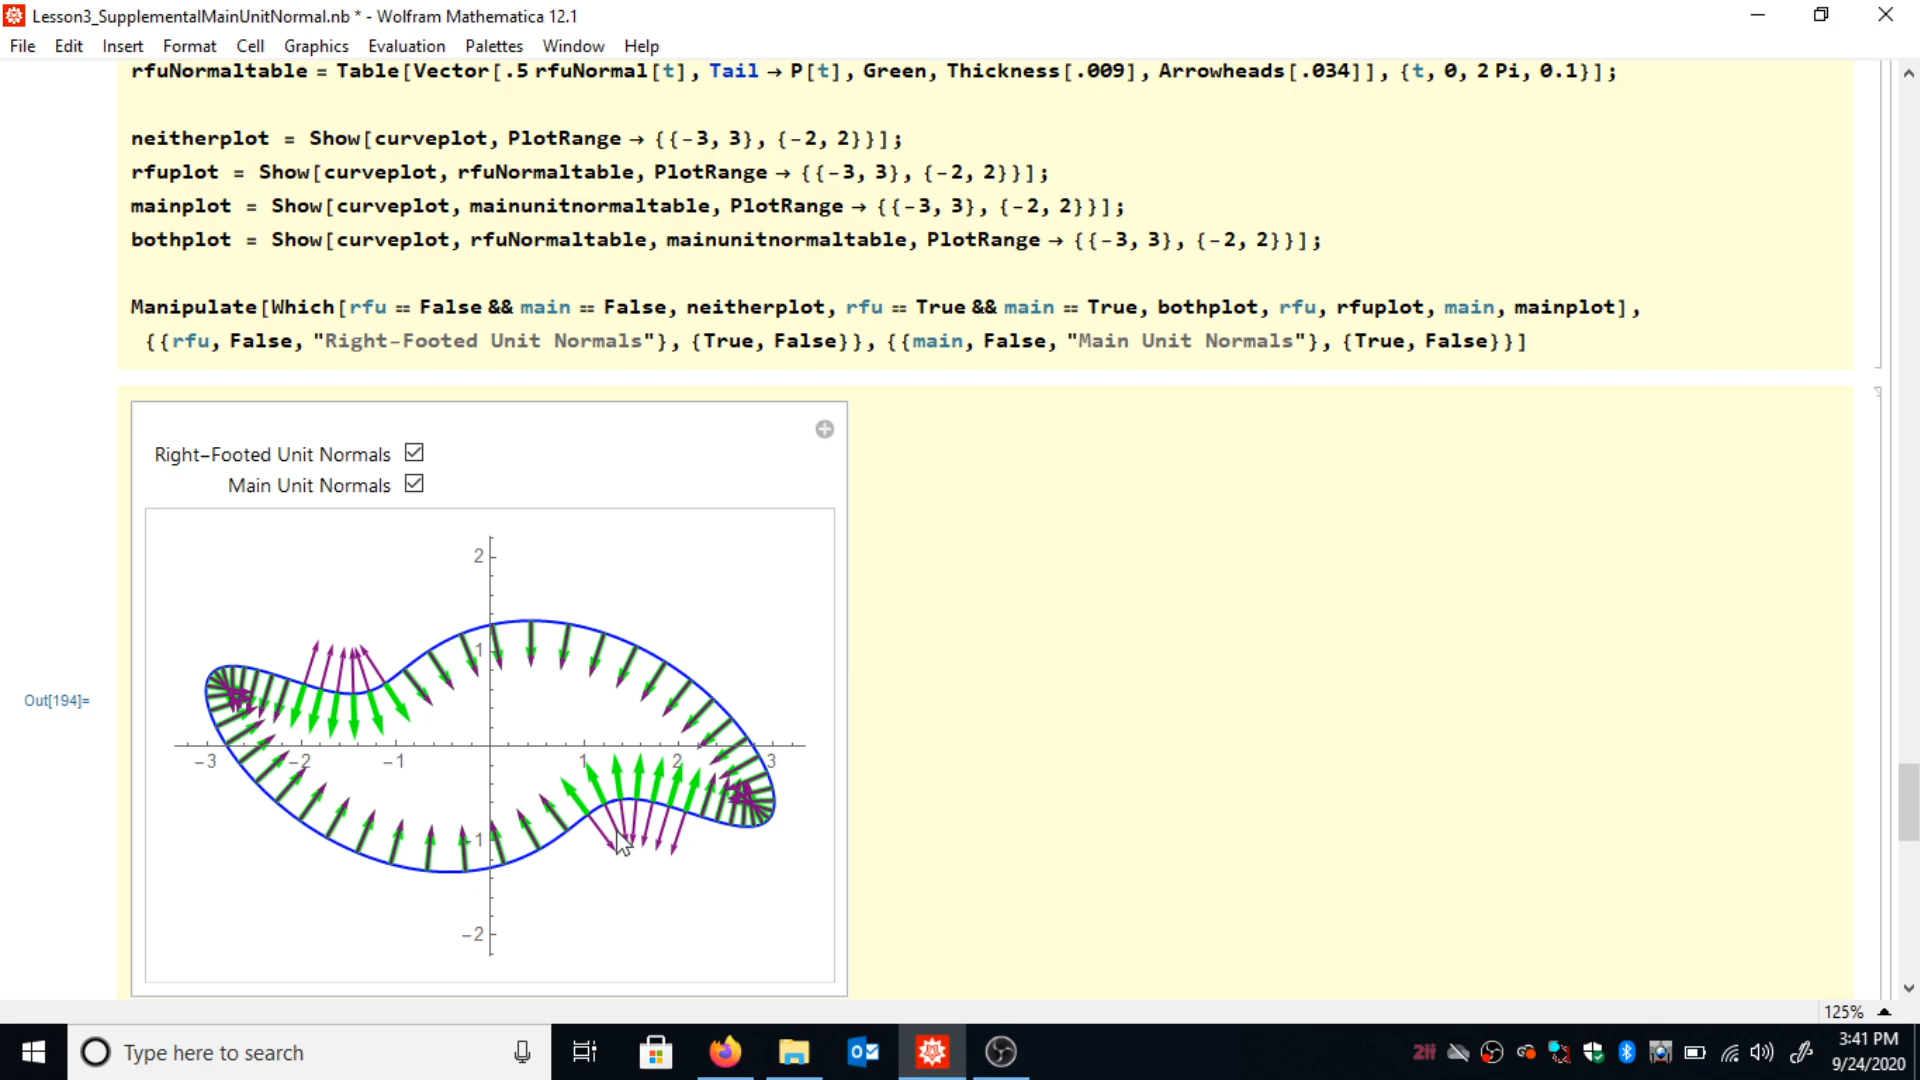 Lesson3_SupplementalMainUnitNormal.nb * - Wolfram Mathematica 12.1
File Edit Insert Format Cell Graphics Evaluation Palettes Window Help
rfuNormaltable = Table[Vector[.5 rfuNormal[t], Tail → P[t], Green, Thickness[.009], Arrowheads[.034]], {t, 0, 2 Pi, 0.1}];
neitherplot = Show[curveplot, PlotRange → {{-3, 3}, {-2, 2}}];
rfuplot = Show[curveplot, rfuNormaltable, PlotRange → {{-3, 3}, {-2, 2}}];
mainplot = Show[curveplot, mainunitnormaltable, PlotRange → {{-3, 3}, {-2, 2}}];
bothplot = Show[curveplot, rfuNormaltable, mainunitnormaltable, PlotRange → {{-3, 3}, {-2, 2}}];
Manipulate[Which[rfu == False && main == False, neitherplot, rfu == True && main == True, bothplot, rfu, rfuplot, main, mainplot],
{{rfu, False, "Right-Footed Unit Normals"}, {True, False}}, {{main, False, "Main Unit Normals"}, {True, False}}]
Right-Footed Unit Normals
Main Unit Normals
2
1
Out[194]=
-3 -2 -1 1 2 3
-1
-2
125%
Type here to search
3:41 PM
9/24/2020